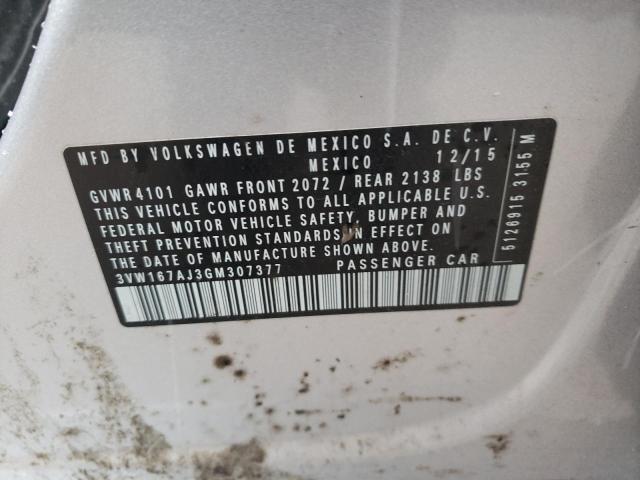 MFD BY VOLKSWAGEN DE MEXICO S.A. DE C.V.
MEXICO 12/15
GVWR 4101 GAWR FRONT 2072 / REAR 2138 LBS
THIS VEHICLE CONFORMS TO ALL APPLICABLE U.S.
FEDERAL MOTOR VEHICLE SAFETY, BUMPER AND
THEFT PREVENTION STANDARDS IN EFFECT ON
THE DATE OF MANUFACTURE SHOWN ABOVE.
3VW167AJ3GM307377 PASSENGER CAR
5126915 3155 M